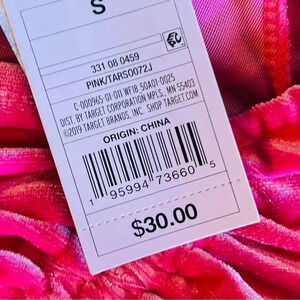 S
331 08 0459
PINK/TARS0072J
C-000965 01-011 WF18 50A01-0025
DIST. BY TARGET CORPORATION MPLS., MN 55403
©2019 TARGET BRANDS, INC. SHOP TARGET.COM
ORIGIN: CHINA
1 95994 73660 5
$30.00